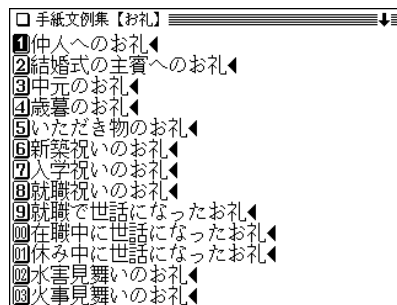 □ 手紙文例集【お礼】
1仲人へのお礼◀
2結婚式の主賓へのお礼◀
3中元のお礼◀
4歳暮のお礼◀
5いただき物のお礼◀
6新築祝いのお礼◀
7入学祝いのお礼◀
8就職祝いのお礼◀
9就職で世話になったお礼◀
00在職中に世話になったお礼◀
01休み中に世話になったお礼◀
02水害見舞いのお礼◀
03火事見舞いのお礼◀